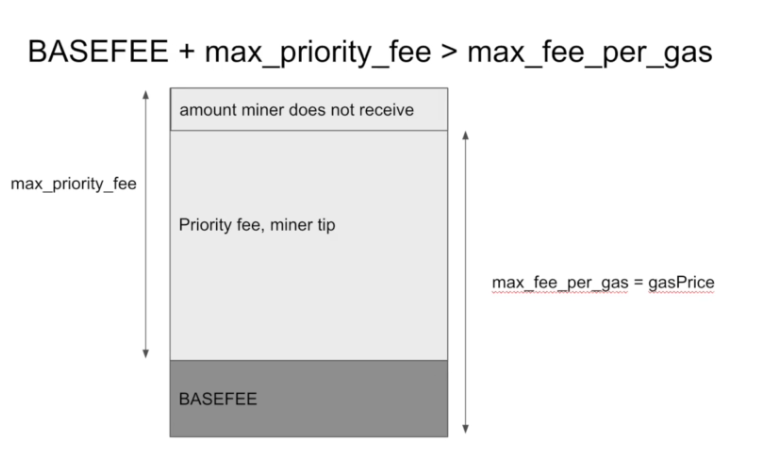 BASEFEE + max_priority_fee > max_fee_per_gas
amount miner does not receive
max_priority_fee
Priority fee, miner tip
max_fee_per_gas = gasPrice
BASEFEE